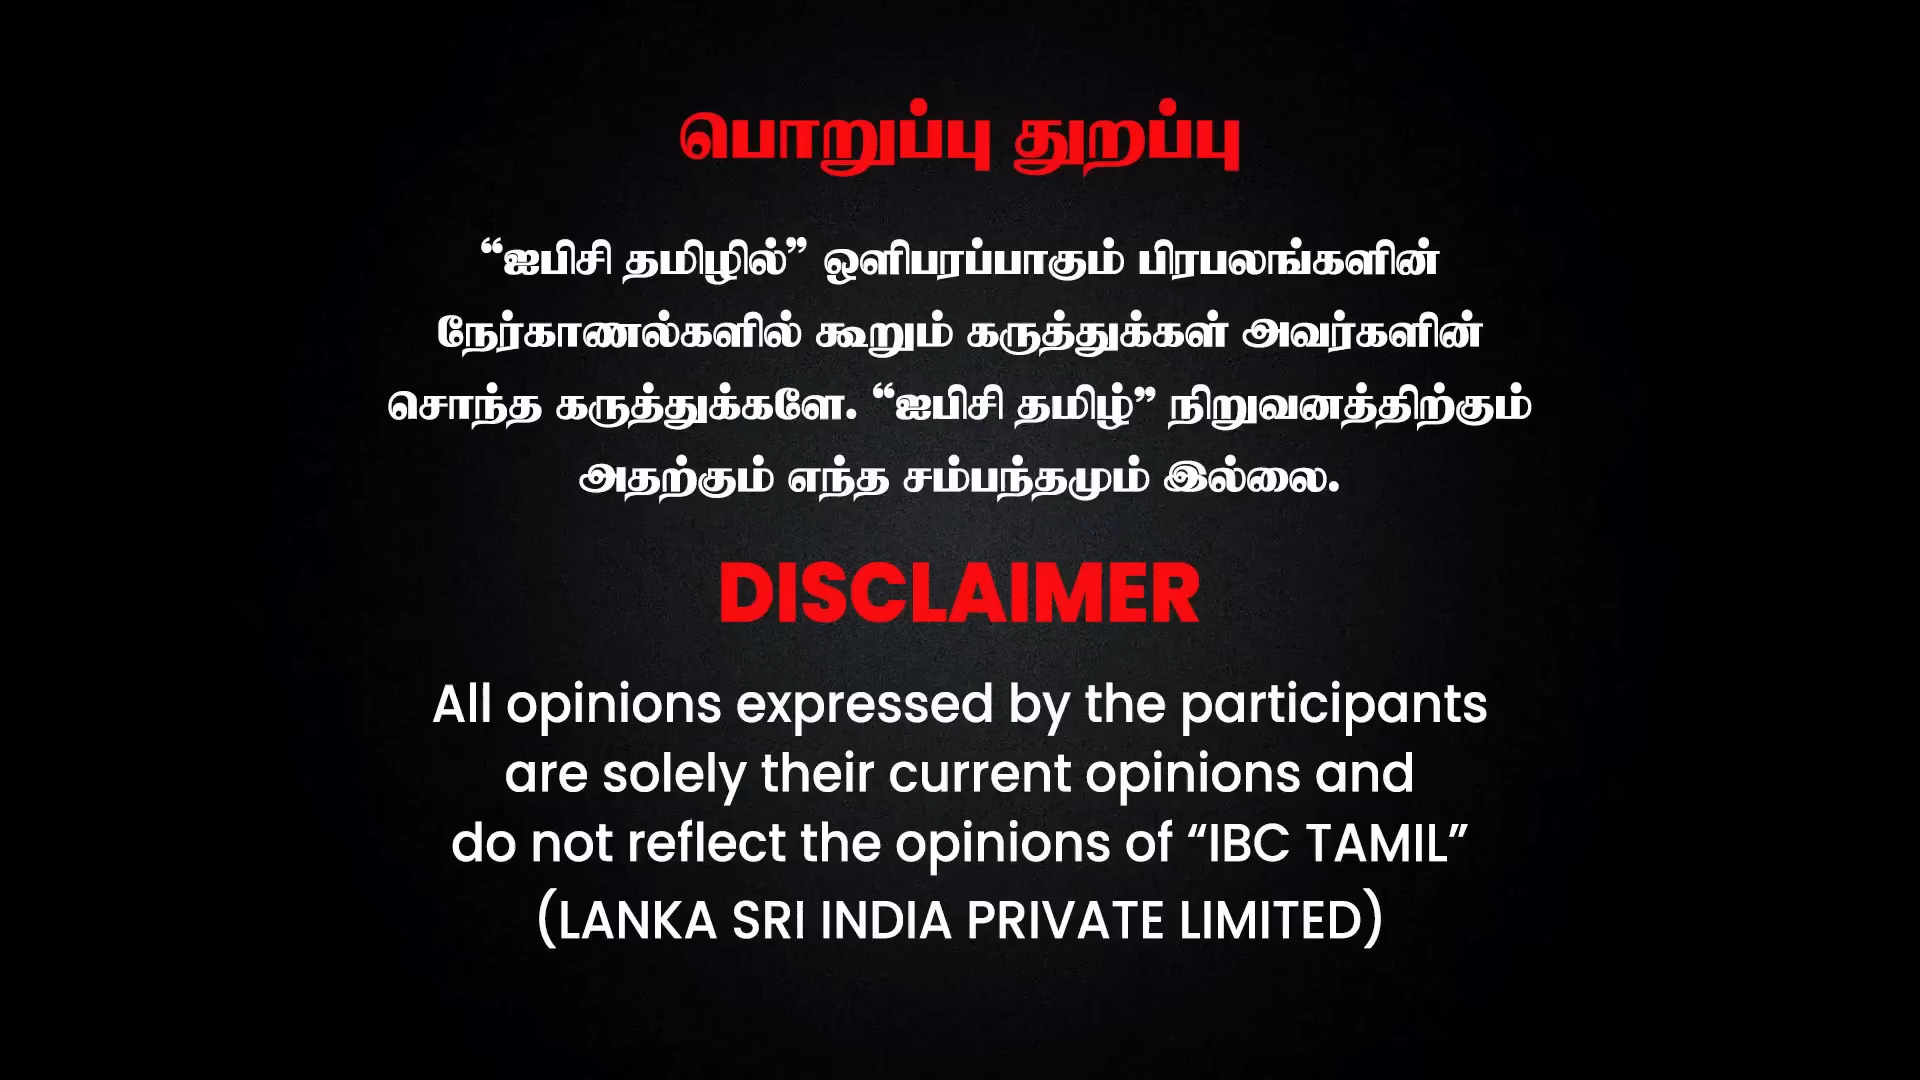 பொறுப்பு துறப்பு
“ஐபிசி தமிழில்” ஒளிபரப்பாகும் பிரபலங்களின்
நேர்காணல்களில் கூறும் கருத்துக்கள் அவர்களின்
சொந்த கருத்துக்களே. “ஐபிசி தமிழ்” நிறுவனத்திற்கும்
அதற்கும் எந்த சம்பந்தமும் இல்லை.
DISCLAIMER
All opinions expressed by the participants
are solely their current opinions and
do not reflect the opinions of “IBC TAMIL”
(LANKA SRI INDIA PRIVATE LIMITED)